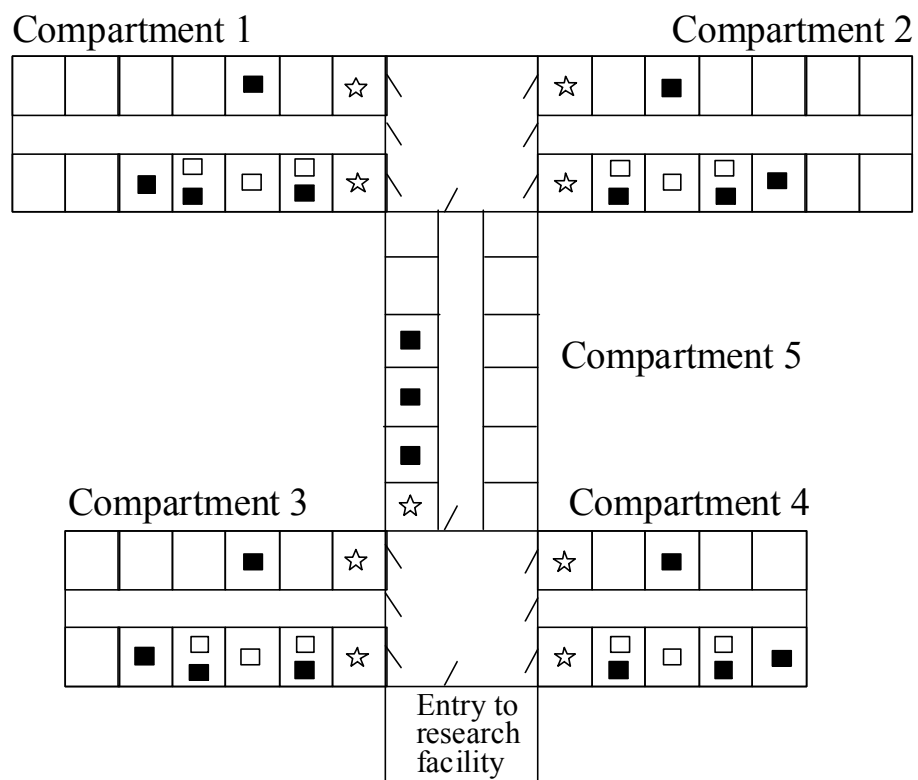 Compartment 1
Compartment 2
Compartment 5
Compartment 3
Compartment 4
Entry to
research
facility